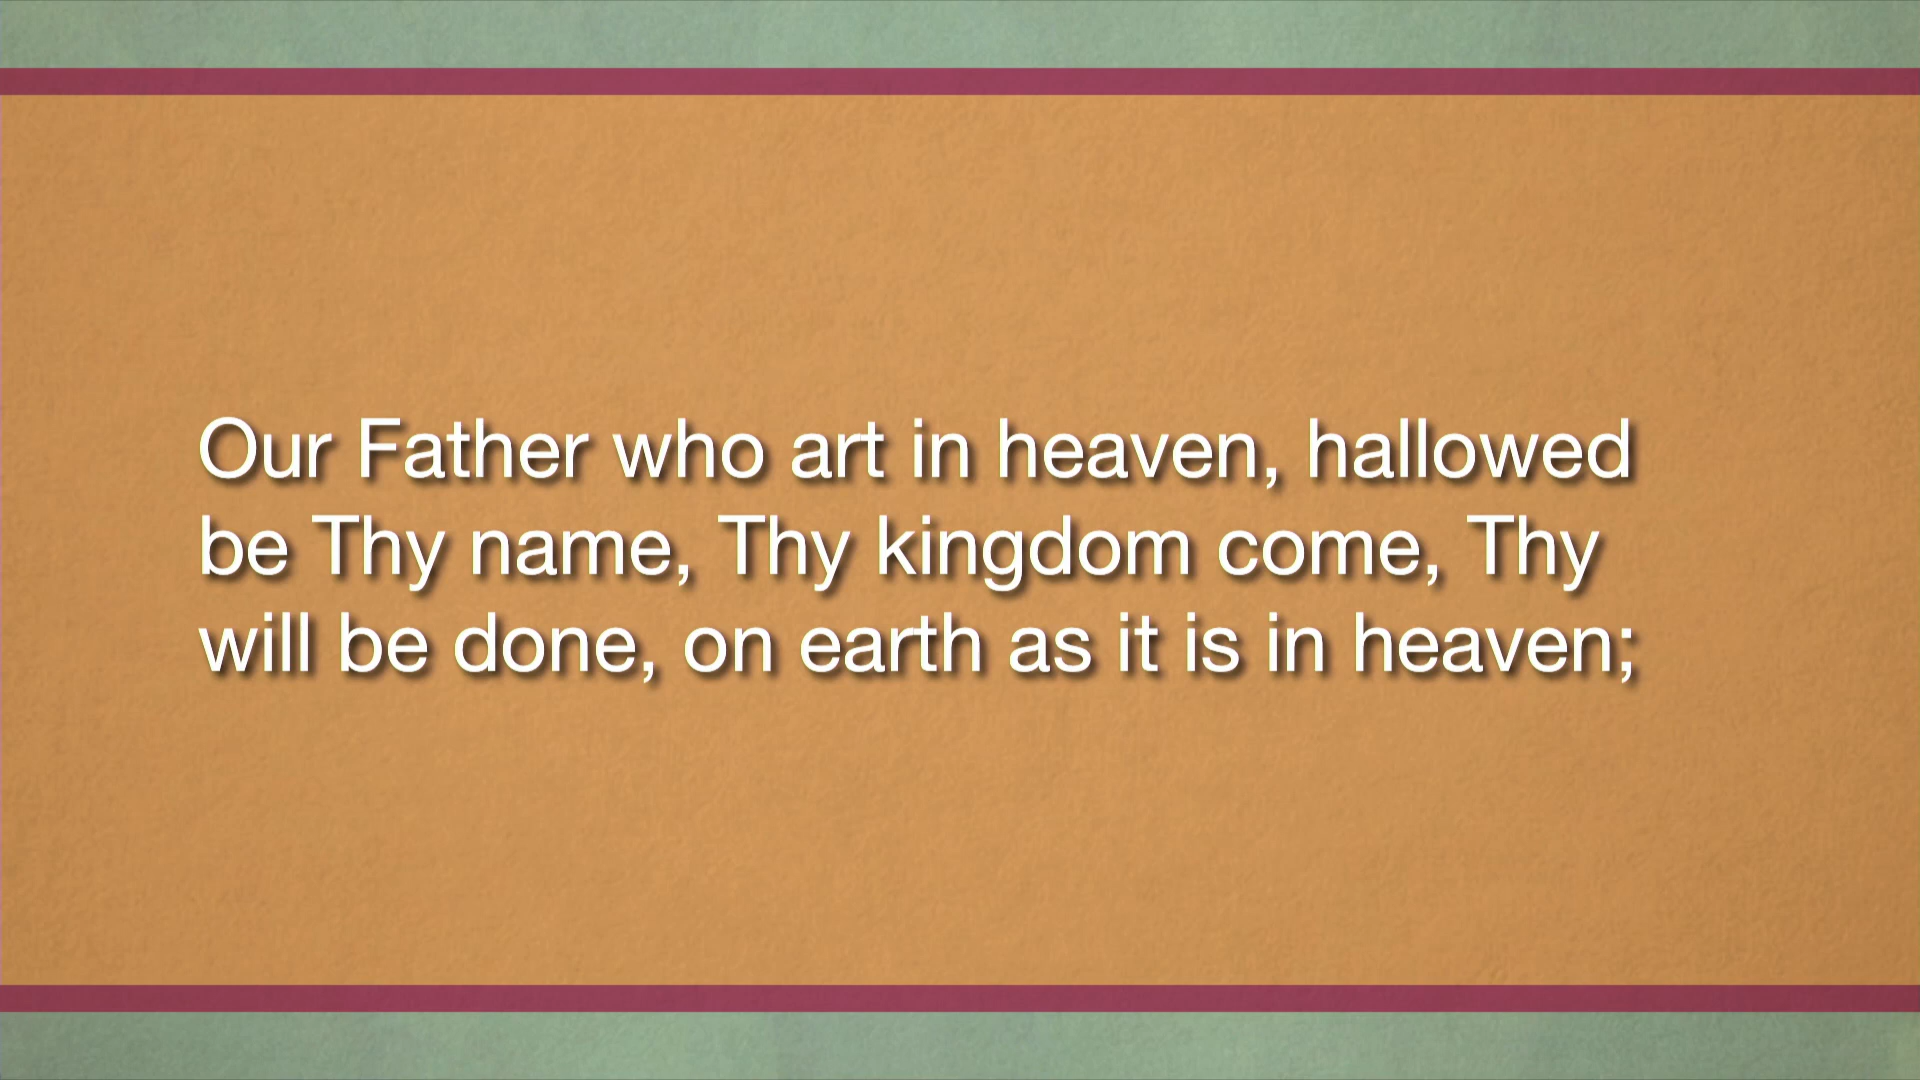 Our Father who art in heaven, hallowed
be Thy name, Thy kingdom come, Thy
will be done, on earth as it is in heaven;